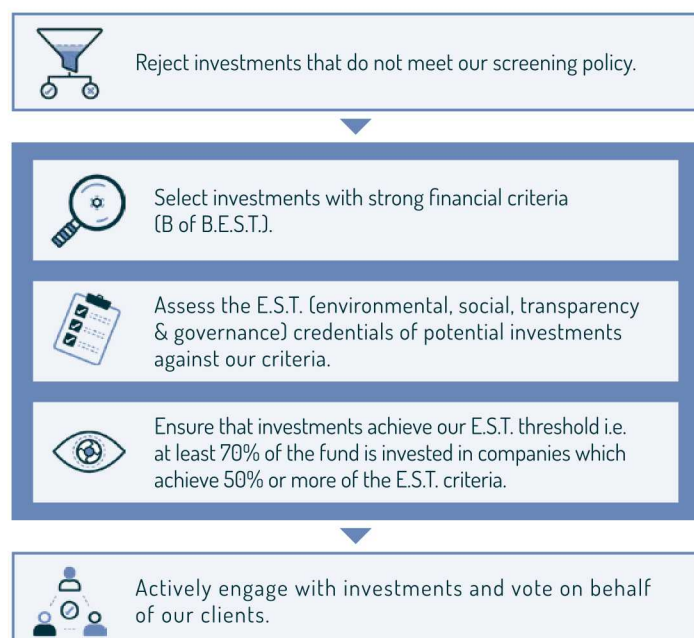 Reject investments that do not meet our screening policy.
Select investments with strong financial criteria
(B of B.E.S.T.).
Assess the E.S.T. (environmental, social, transparency
& governance) credentials of potential investments
against our criteria.
Ensure that investments achieve our E.S.T. threshold i.e.
at least 70% of the fund is invested in companies which
achieve 50% or more of the E.S.T. criteria.
Actively engage with investments and vote on behalf
of our clients.